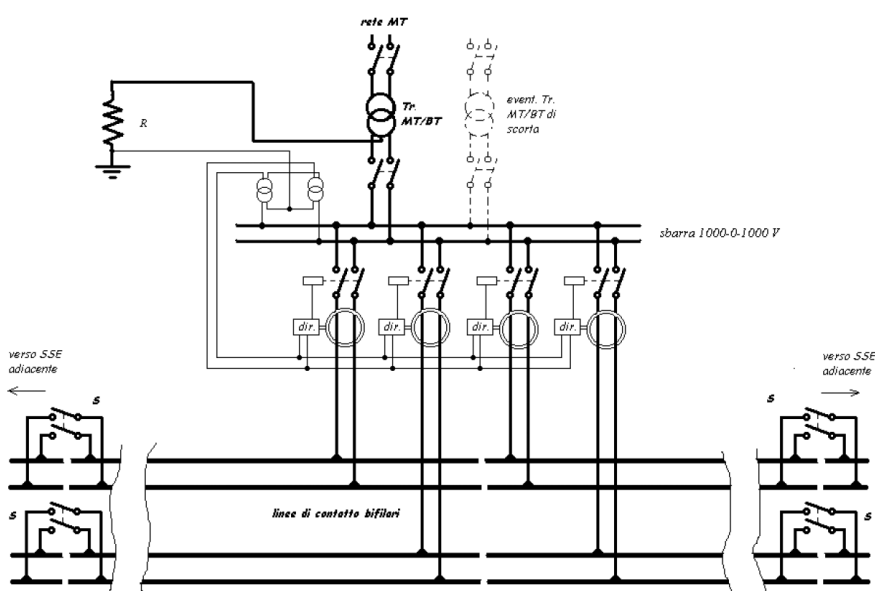 rete MT
Tr.
MT/BT
event. Tr.
MT/BT di
scorta
R
sbarra 1000-0-1000 V
dir.
dir.
dir.
dir.
verso SSE
adiacente
verso SSE
adiacente
s
s
s
s
linee di contatto bifilari